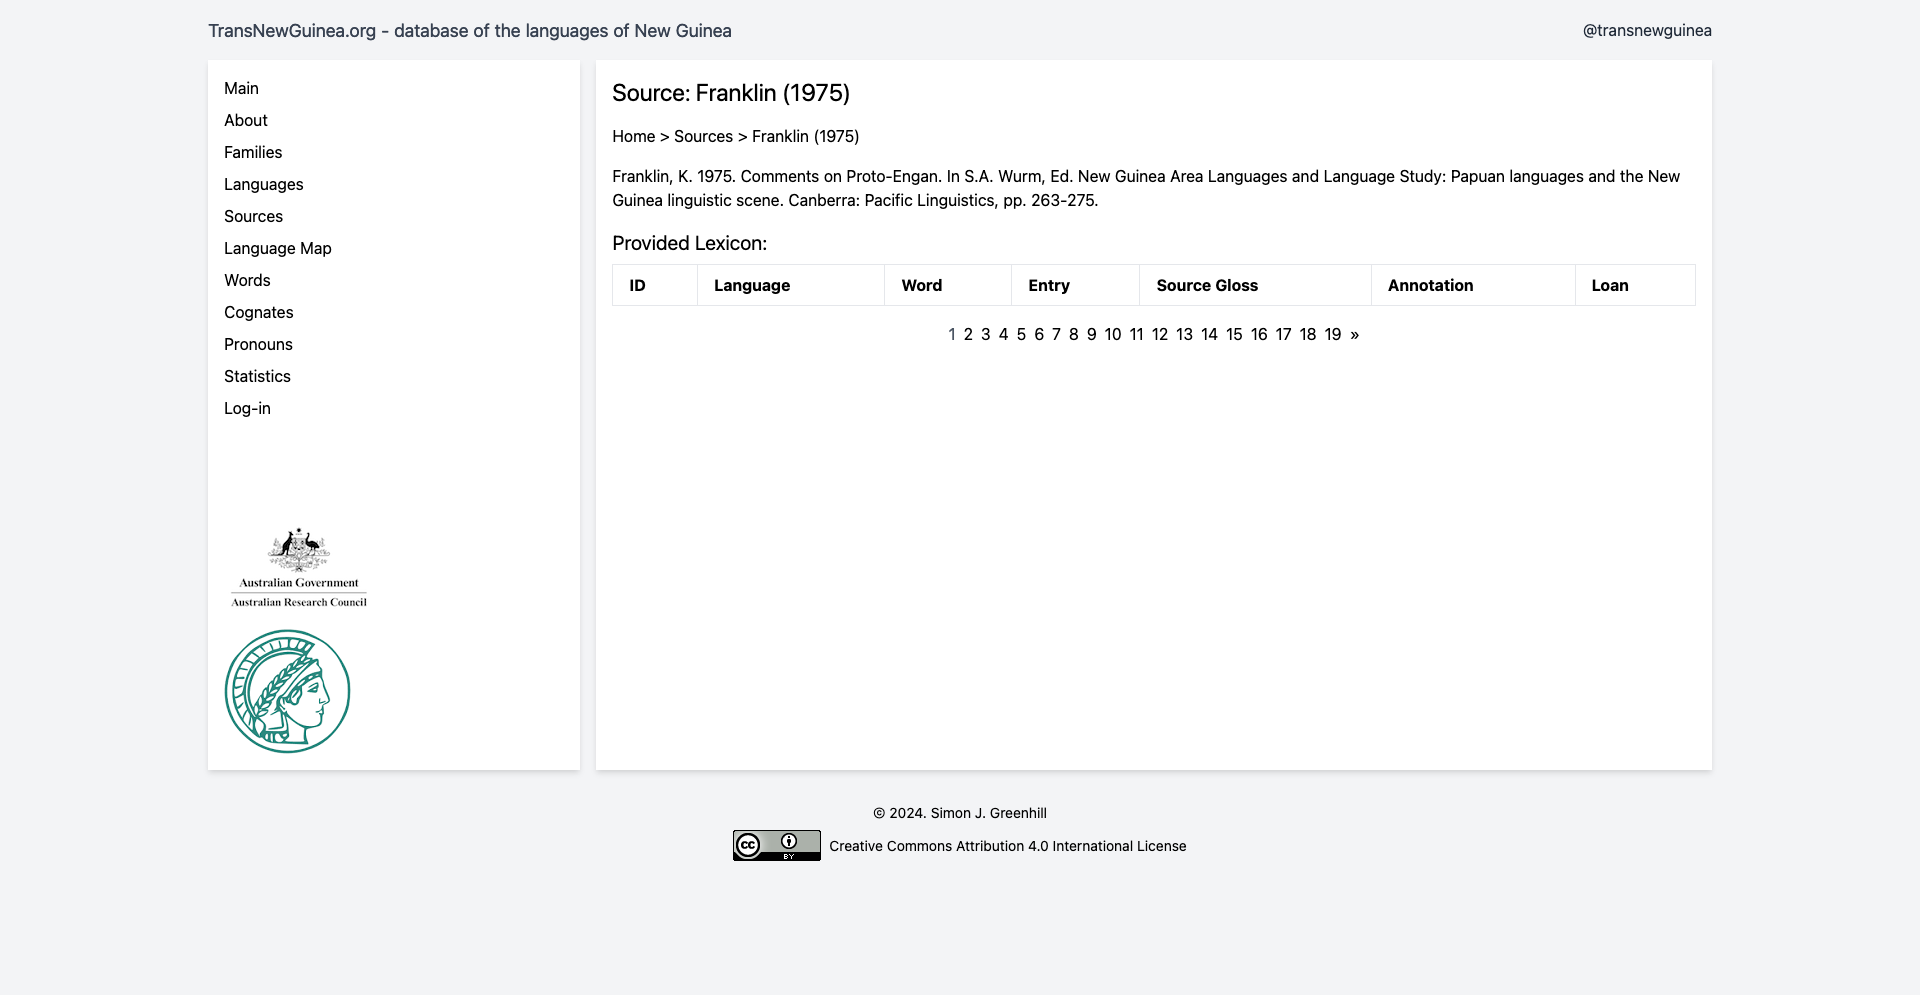 TransNewGuinea.org - database of the languages of New Guinea
@transnewguinea
Main
About
Families
Languages
Sources
Language Map
Words
Cognates
Pronouns
Statistics
Log-in
Australian Government
Australian Research Council
Source: Franklin (1975)
Home > Sources > Franklin (1975)
Franklin, K. 1975. Comments on Proto-Engan. In S.A. Wurm, Ed. New Guinea Area Languages and Language Study: Papuan languages and the New
Guinea linguistic scene. Canberra: Pacific Linguistics, pp. 263-275.
Provided Lexicon:
ID Language Word Entry Source Gloss Annotation Loan
1 2 3 4 5 6 7 8 9 10 11 12 13 14 15 16 17 18 19 »
© 2024. Simon J. Greenhill
cc BY Creative Commons Attribution 4.0 International License